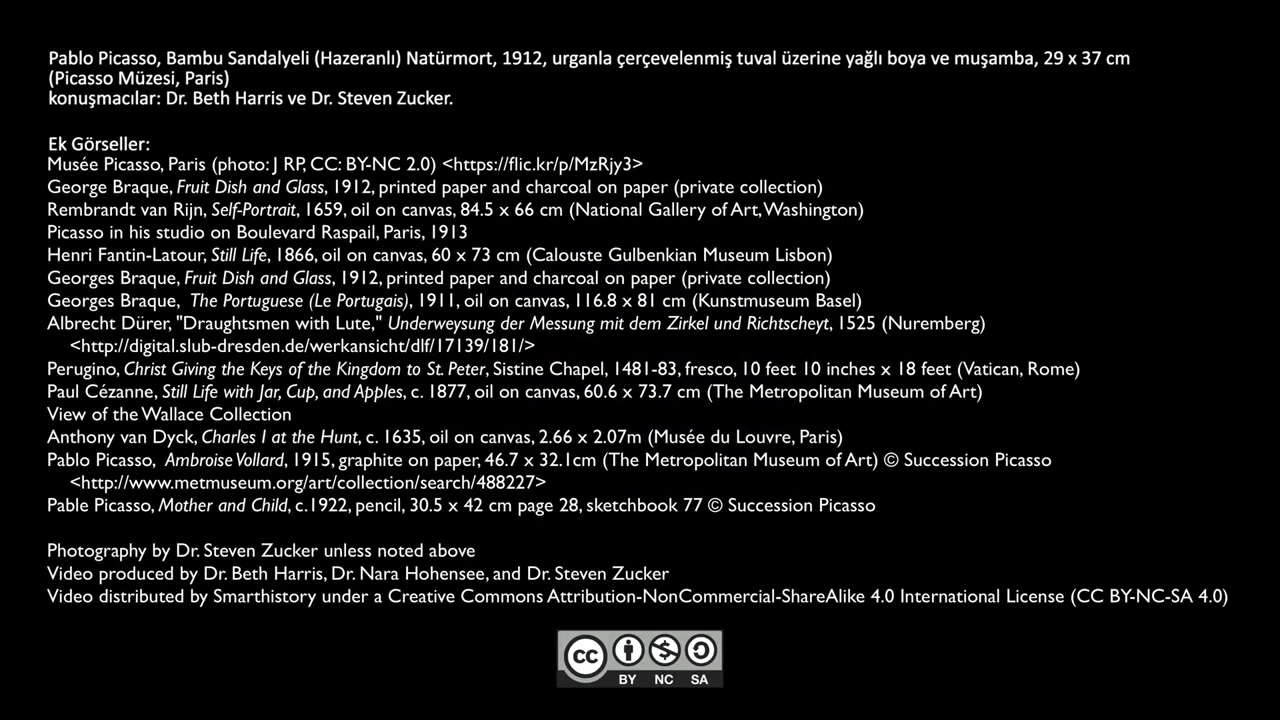 Pablo Picasso, Bambu Sandalyeli (Hazeranlı) Natürmort, 1912, urganla çerçevelenmiş tuval üzerine yağlı boya ve muşamba, 29 x 37 cm
(Picasso Müzesi, Paris)
konuşmacılar: Dr. Beth Harris ve Dr. Steven Zucker.
Ek Görseller:
Musée Picasso, Paris (photo: J RP, CC: BY-NC 2.0) <https://flic.kr/p/MzRjy3>
George Braque, Fruit Dish and Glass, 1912, printed paper and charcoal on paper (private collection)
Rembrandt van Rijn, Self-Portrait, 1659, oil on canvas, 84.5 x 66 cm (National Gallery of Art, Washington)
Picasso in his studio on Boulevard Raspail, Paris, 1913
Henri Fantin-Latour, Still Life, 1866, oil on canvas, 60 x 73 cm (Calouste Gulbenkian Museum Lisbon)
Georges Braque, Fruit Dish and Glass, 1912, printed paper and charcoal on paper (private collection)
Georges Braque, The Portuguese (Le Portugais), 1911, oil on canvas, 116.8 x 81 cm (Kunstmuseum Basel)
Albrecht Dürer, "Draughtsmen with Lute," Underweysung der Messung mit dem Zirkel und Richtscheyt, 1525 (Nuremberg)
<http://digital.slub-dresden.de/werkansicht/dlf/17139/181/>
Perugino, Christ Giving the Keys of the Kingdom to St. Peter, Sistine Chapel, 1481-83, fresco, 10 feet 10 inches x 18 feet (Vatican, Rome)
Paul Cézanne, Still Life with Jar, Cup, and Apples, c. 1877, oil on canvas, 60.6 x 73.7 cm (The Metropolitan Museum of Art)
View of the Wallace Collection
Anthony van Dyck, Charles I at the Hunt, c. 1635, oil on canvas, 2.66 x 2.07m (Musée du Louvre, Paris)
Pablo Picasso, Ambroise Vollard, 1915, graphite on paper, 46.7 x 32.1cm (The Metropolitan Museum of Art) © Succession Picasso
<http://www.metmuseum.org/art/collection/search/488227>
Pable Picasso, Mother and Child, c.1922, pencil, 30.5 x 42 cm page 28, sketchbook 77 © Succession Picasso
Photography by Dr. Steven Zucker unless noted above
Video produced by Dr. Beth Harris, Dr. Nara Hohensee, and Dr. Steven Zucker
Video distributed by Smarthistory under a Creative Commons Attribution-NonCommercial-ShareAlike 4.0 International License (CC BY-NC-SA 4.0)
cc
BY NC SA